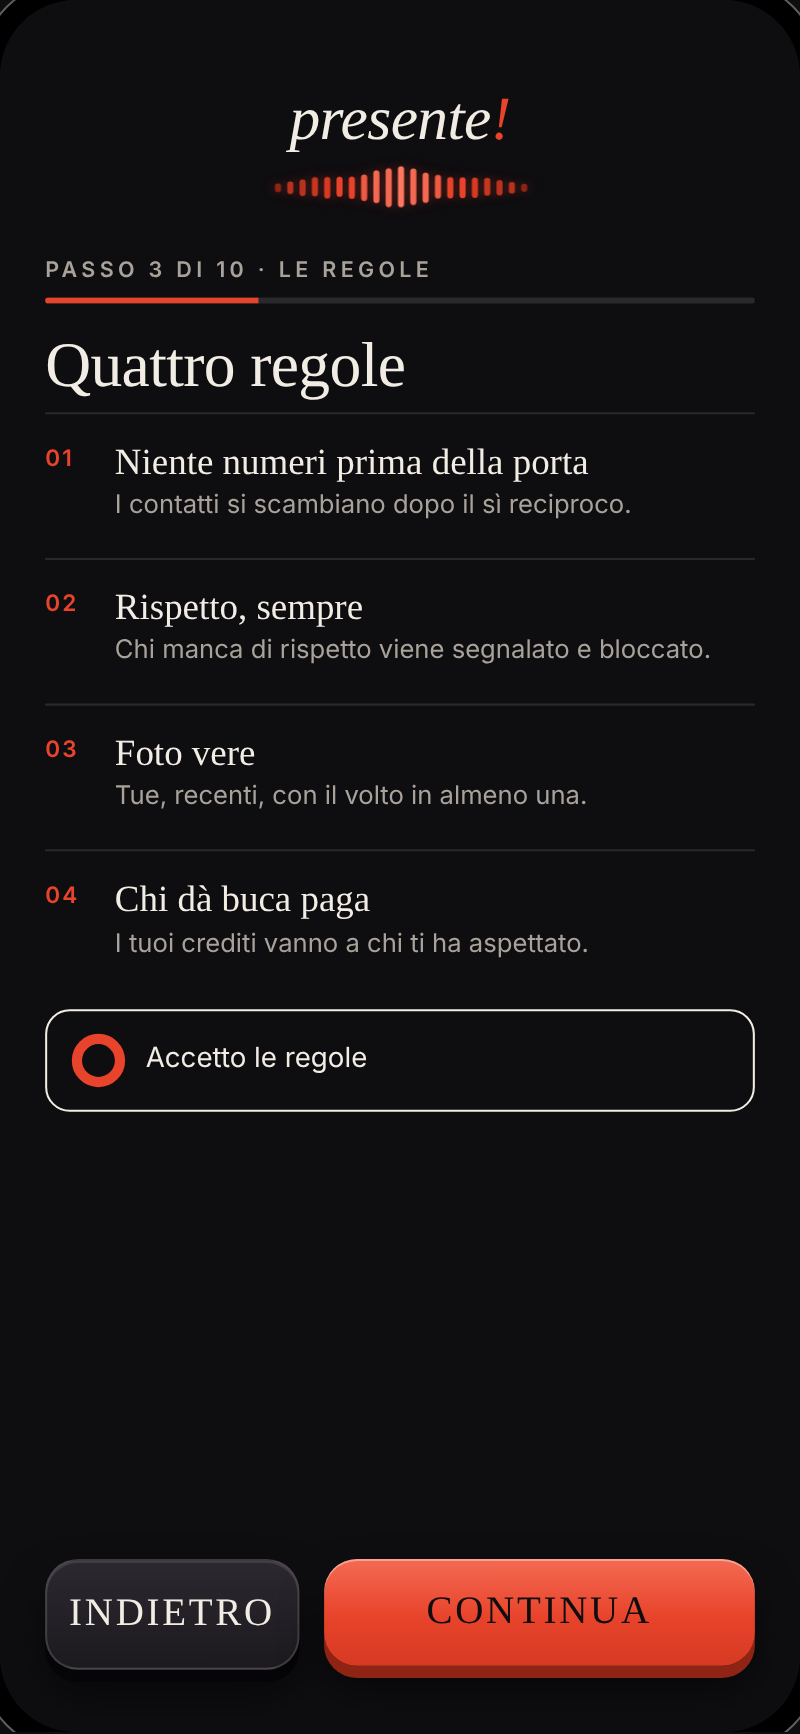 presente!
PASSO 3 DI 10 · LE REGOLE
Quattro regole
01 Niente numeri prima della porta
I contatti si scambiano dopo il sì reciproco.
02 Rispetto, sempre
Chi manca di rispetto viene segnalato e bloccato.
03 Foto vere
Tue, recenti, con il volto in almeno una.
04 Chi dà buca paga
I tuoi crediti vanno a chi ti ha aspettato.
Accetto le regole
INDIETRO CONTINUA